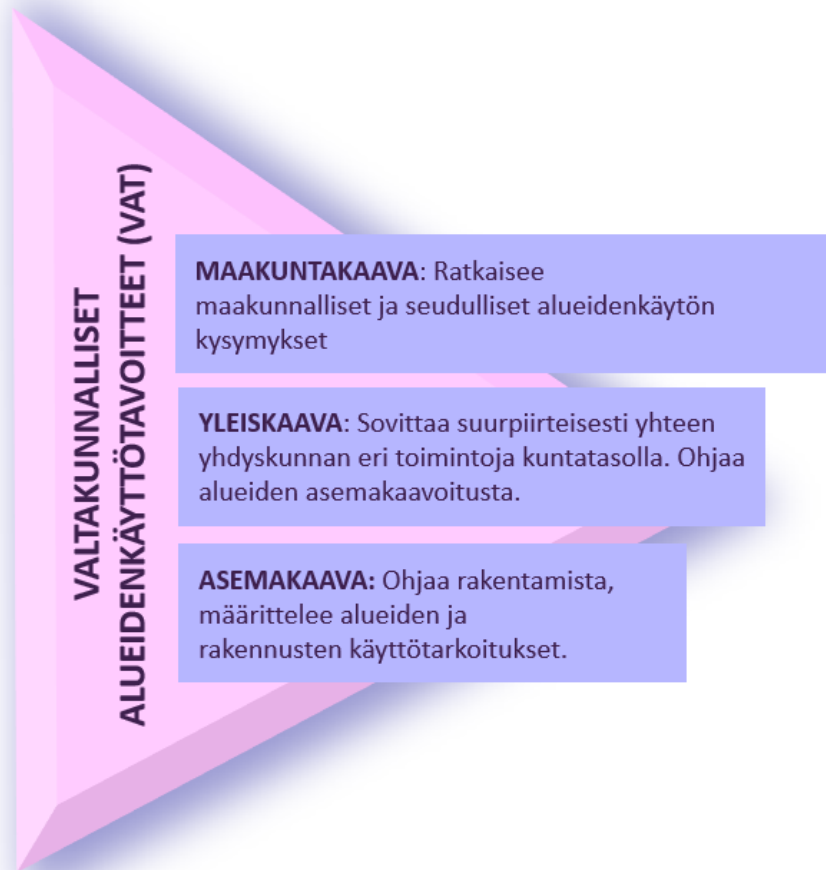 VALTAKUNNALLISET
ALUEIDENKÄYTTÖTAVOITTEET (VAT)
MAAKUNTAKAAVA: Ratkaisee
maakunnalliset ja seudulliset alueidenkäytön
kysymykset
YLEISKAAVA: Sovittaa suurpiirteisesti yhteen
yhdyskunnan eri toimintoja kuntatasolla. Ohjaa
alueiden asemakaavoitusta.
ASEMAKAAVA: Ohjaa rakentamista,
määrittelee alueiden ja
rakennusten käyttötarkoitukset.